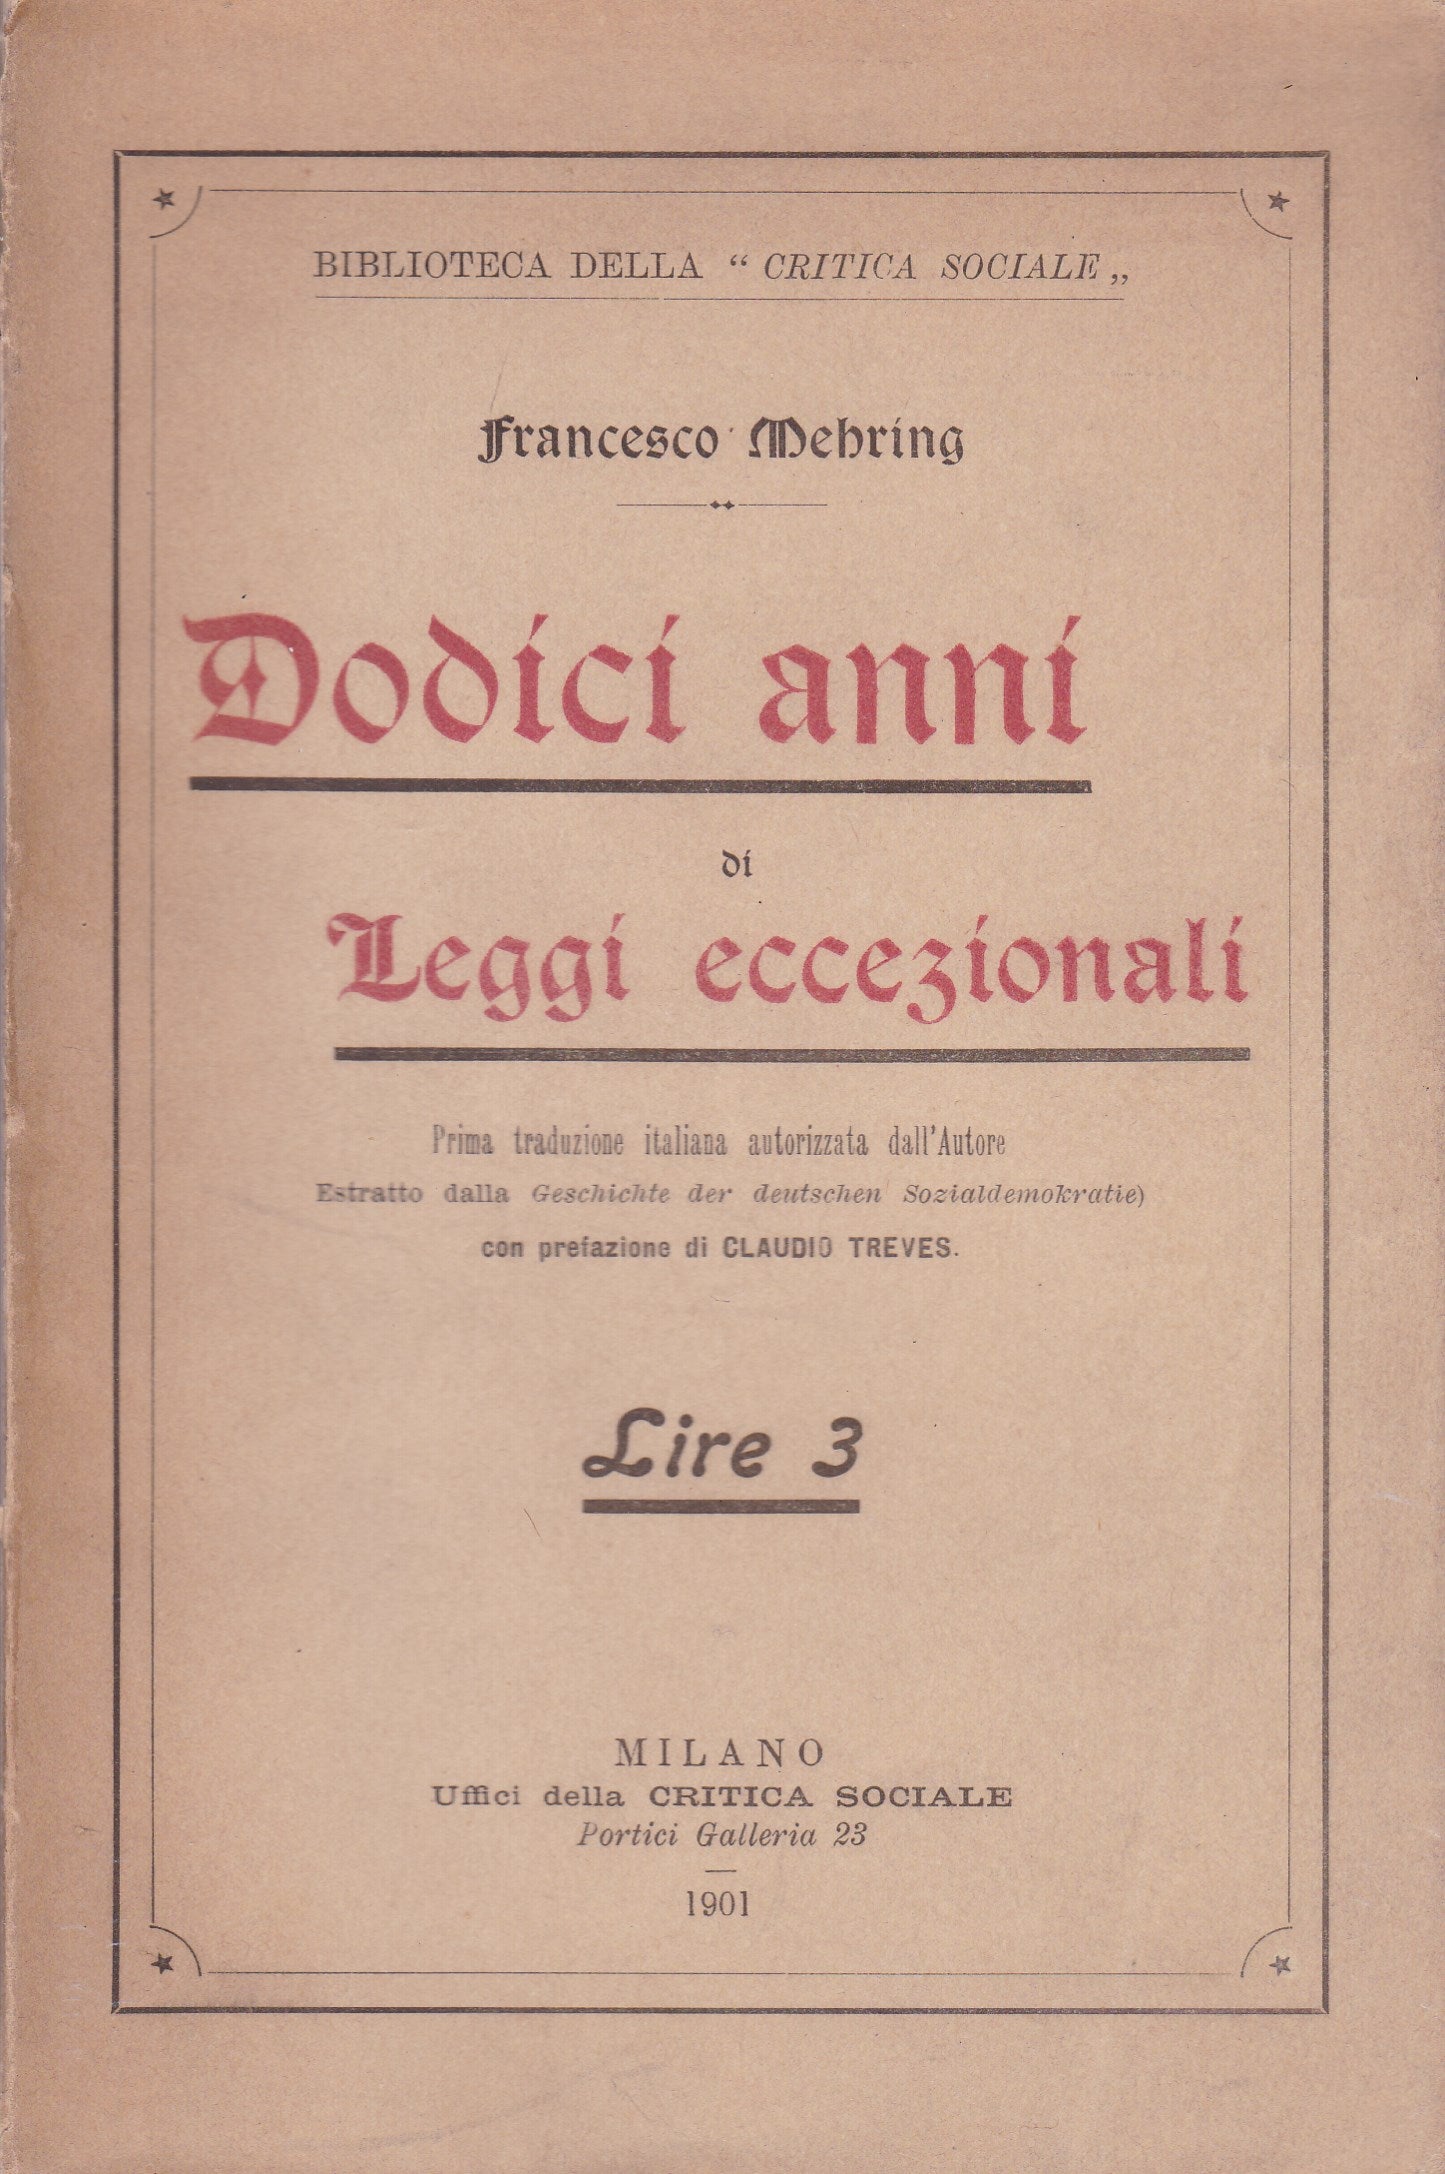 BIBLIOTECA DELLA “ CRITICA SOCIALE „
Francesco Mehring
Dodici anni
di
Leggi eccezionali
Prima traduzione italiana autorizzata dall'Autore
Estratto dalla Geschichte der deutschen Sozialdemokratie)
con prefazione di CLAUDIO TREVES.
Lire 3
MILANO
Uffici della CRITICA SOCIALE
Portici Galleria 23
1901